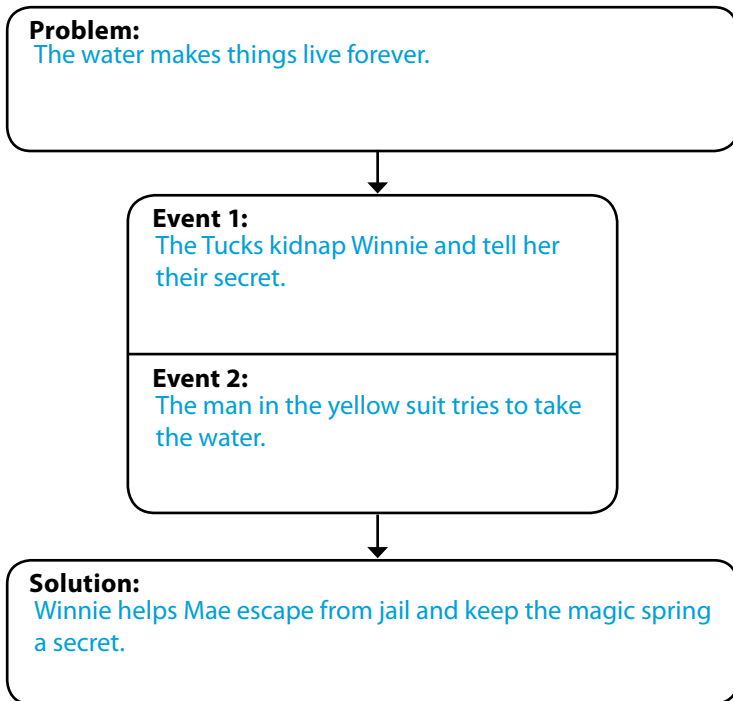 Problem:
The water makes things live forever.
Event 1:
The Tucks kidnap Winnie and tell her
their secret.
Event 2:
The man in the yellow suit tries to take
the water.
Solution:
Winnie helps Mae escape from jail and keep the magic spring
a secret.